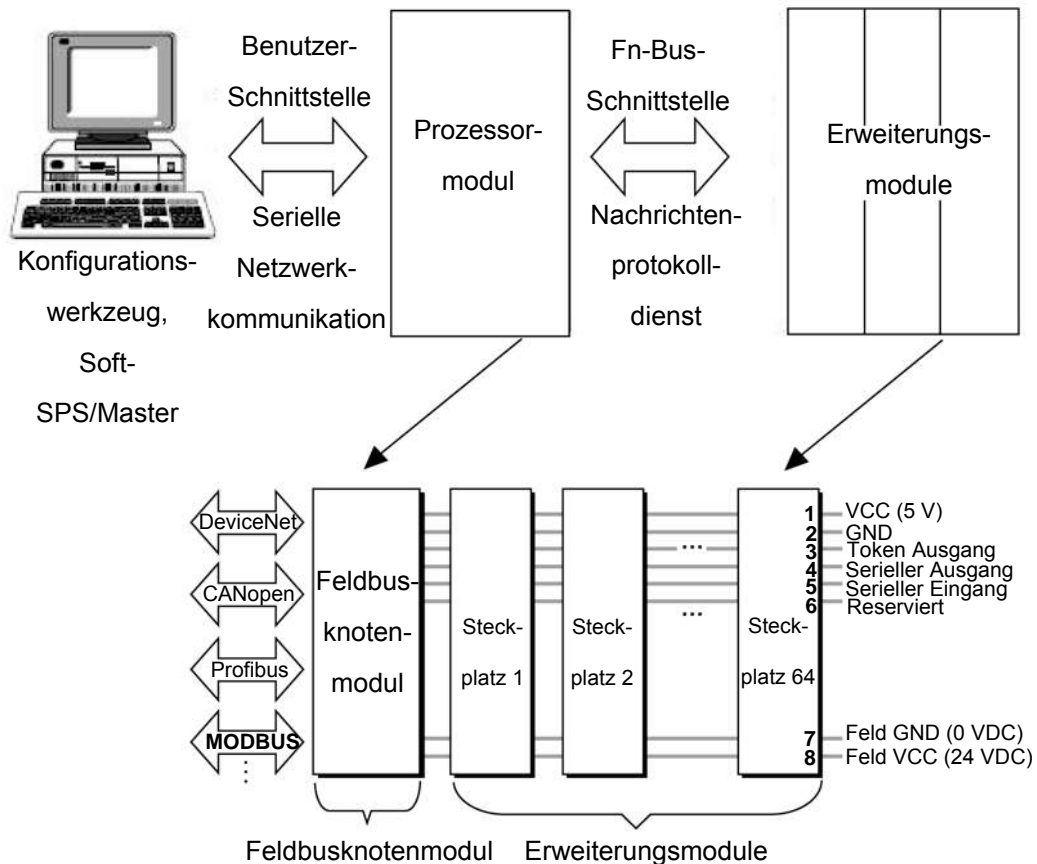 Benutzer-
Schnittstelle
Serielle
Netzwerk-
kommunikation
Konfigurations-
werkzeug,
Soft-
SPS/Master
Prozessor-
modul
Fn-Bus-
Schnittstelle
Nachrichten-
protokoll-
dienst
Erweiterungs-
module
DeviceNet
CANopen
Profibus
MODBUS
Feldbus-
knoten-
modul
Steck-
platz 1
Steck-
platz 2
...
...
Steck-
platz 64
1 VCC (5 V)
2 GND
3 Token Ausgang
4 Serieller Ausgang
5 Serieller Eingang
6 Reserviert
7 Feld GND (0 VDC)
8 Feld VCC (24 VDC)
Feldbusknotenmodul
Erweiterungsmodule